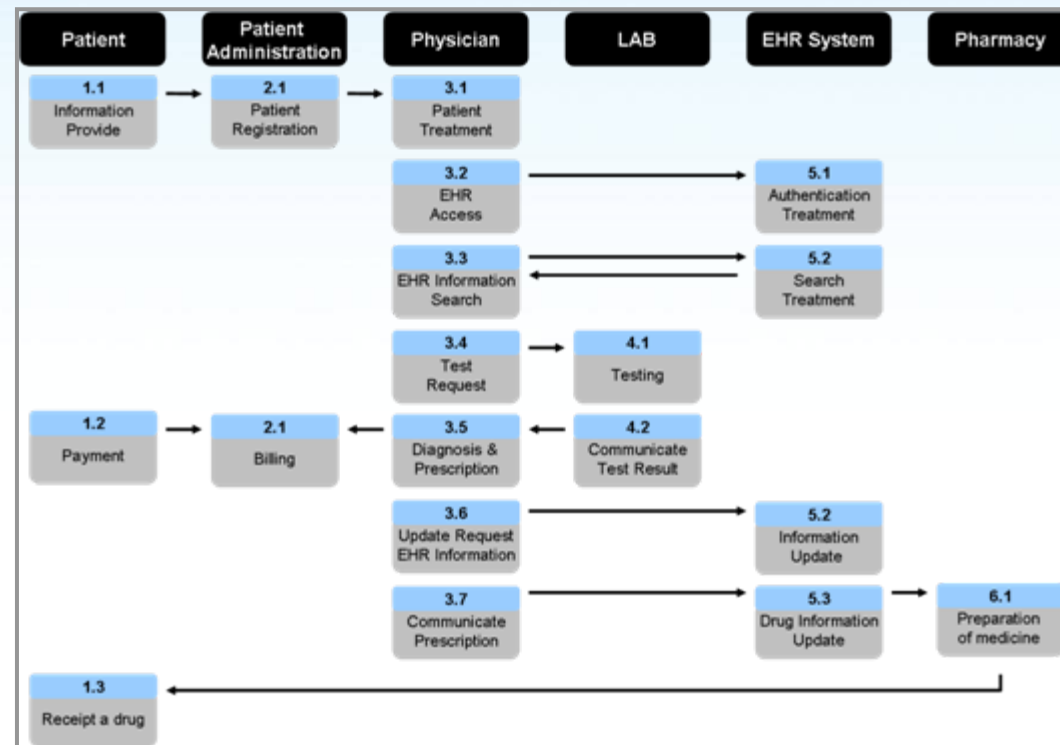 Patient
Patient
Administration
Physician
LAB
EHR System
Pharmacy
1.1
Information
Provide
2.1
Patient
Registration
3.1
Patient
Treatment
3.2
EHR
Access
5.1
Authentication
Treatment
3.3
EHR Information
Search
5.2
Search
Treatment
3.4
Test
Request
4.1
Testing
1.2
Payment
2.1
Billing
3.5
Diagnosis &
Prescription
4.2
Communicate
Test Result
3.6
Update Request
EHR Information
5.2
Information
Update
3.7
Communicate
Prescription
5.3
Drug Information
Update
6.1
Preparation
of medicine
1.3
Receipt a drug